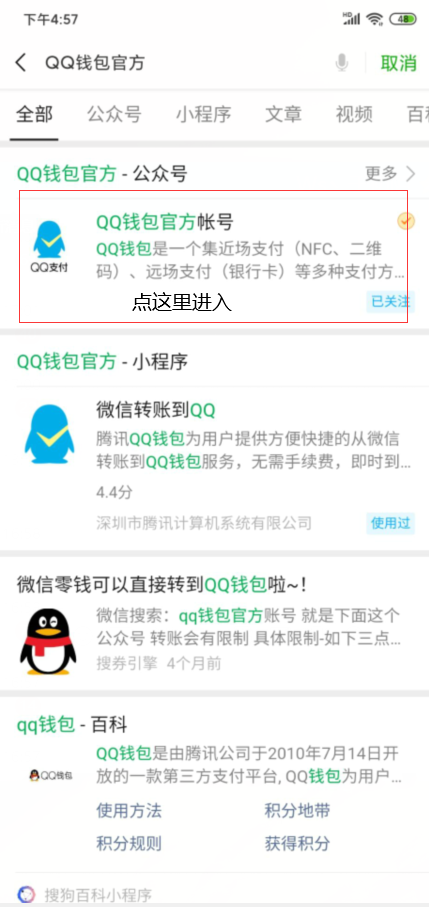 下午4:57
HD
48
QQ钱包官方
取消
全部 公众号 小程序 文章 视频 百科
QQ钱包官方 - 公众号
更多
QQ钱包官方帐号
QQ支付
QQ钱包是一个集近场支付（NFC、二维
码）、远场支付（银行卡）等多种支付方...
点这里进入
已关注
QQ钱包官方 - 小程序
微信转账到QQ
腾讯QQ钱包为用户提供方便快捷的从微信
转账到QQ钱包服务，无需手续费，即时到...
4.4分
深圳市腾讯计算机系统有限公司
使用过
微信零钱可以直接转到QQ钱包啦~！
微信搜索：qq钱包官方账号 就是下面这个
公众号 转账会有限制 具体限制-如下三点...
搜券引擎 4个月前
qq钱包 - 百科
QQ钱包是由腾讯公司于2010年7月14日开
放的一款第三方支付平台, QQ钱包为用户...
QQ钱包
使用方法 积分地带
积分规则 获得积分
搜狗百科小程序